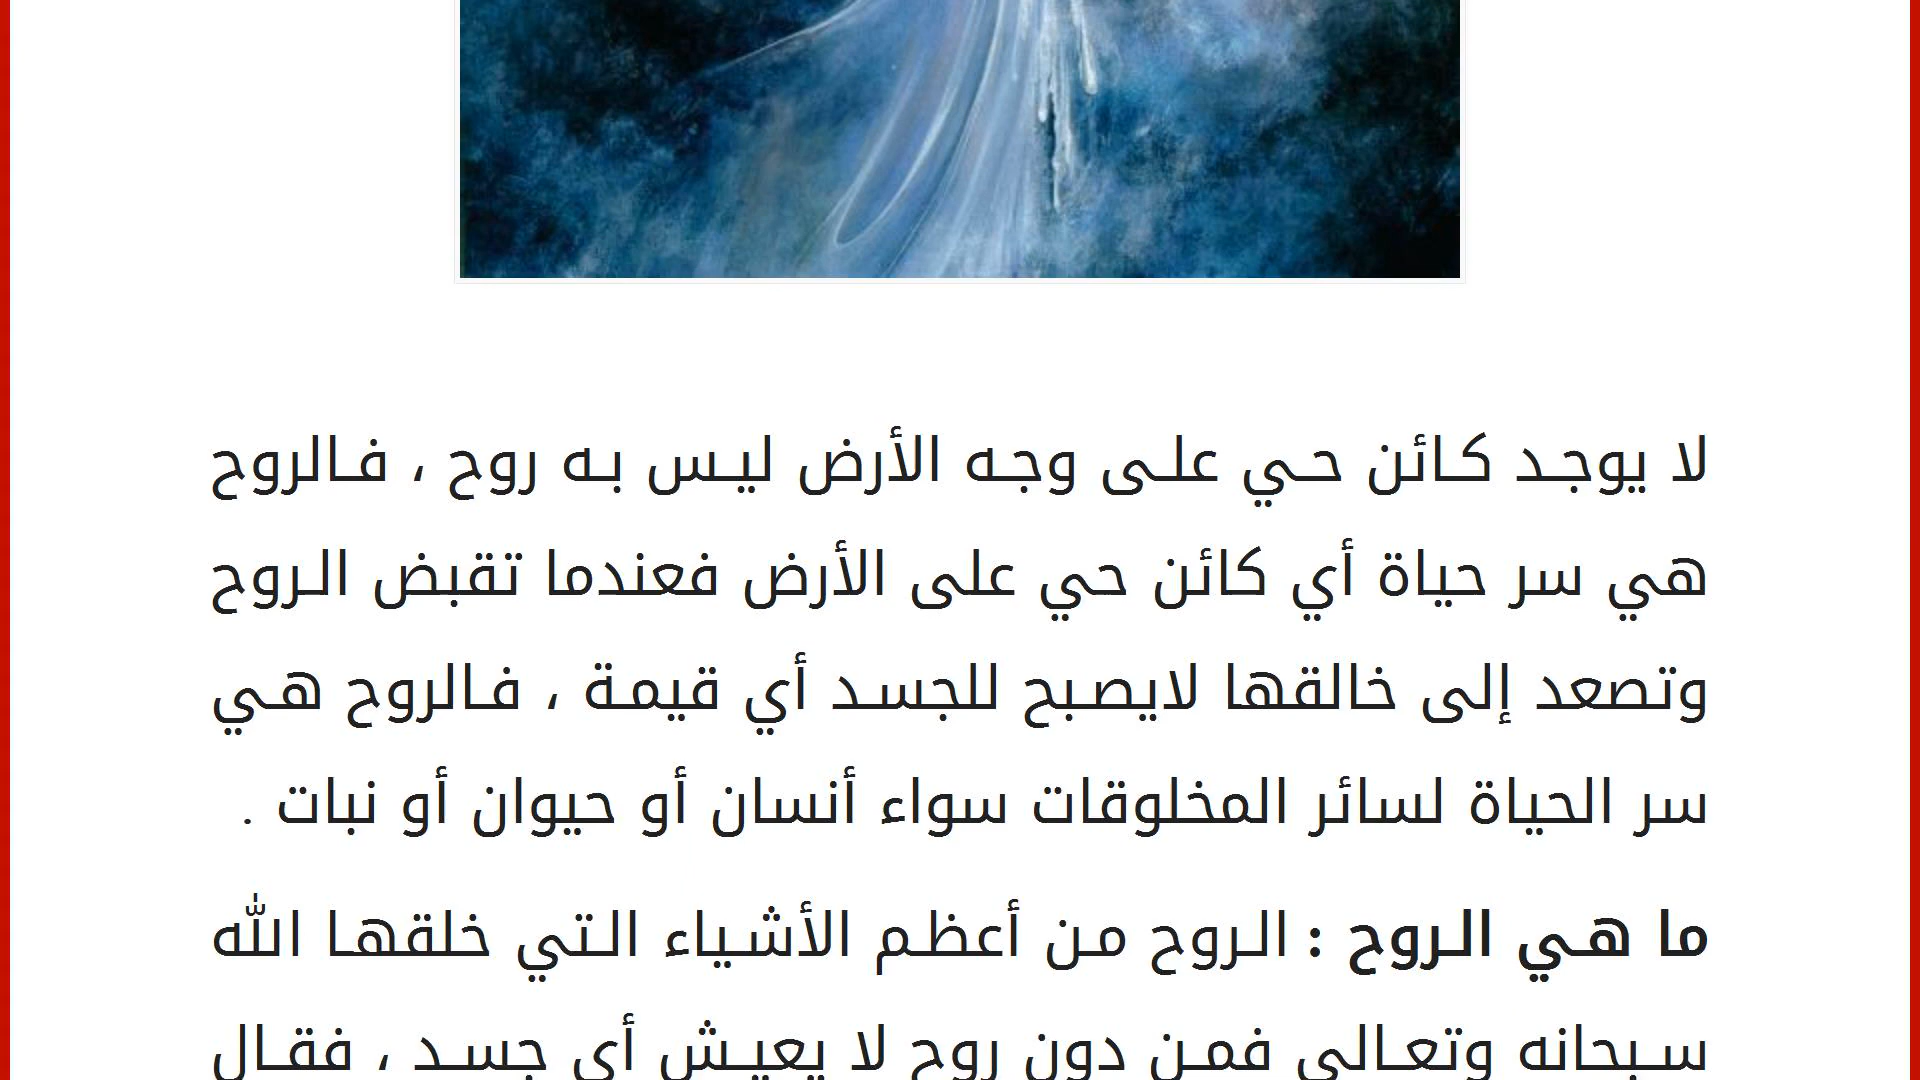 لا يوجد كائن حي على وجه الأرض ليس به روح ، فالروح
هي سر حياة أي كائن حي على الأرض فعندما تقبض الروح
وتصعد إلى خالقها لايصبح للجسد أي قيمة ، فالروح هي
سر الحياة لسائر المخلوقات سواء أنسان أو حيوان أو نبات .
ما هي الروح : الروح من أعظم الأشياء التي خلقها الله
سبحانه وتعالى فمن دون روح لا يعيش أي جسد ، فقال